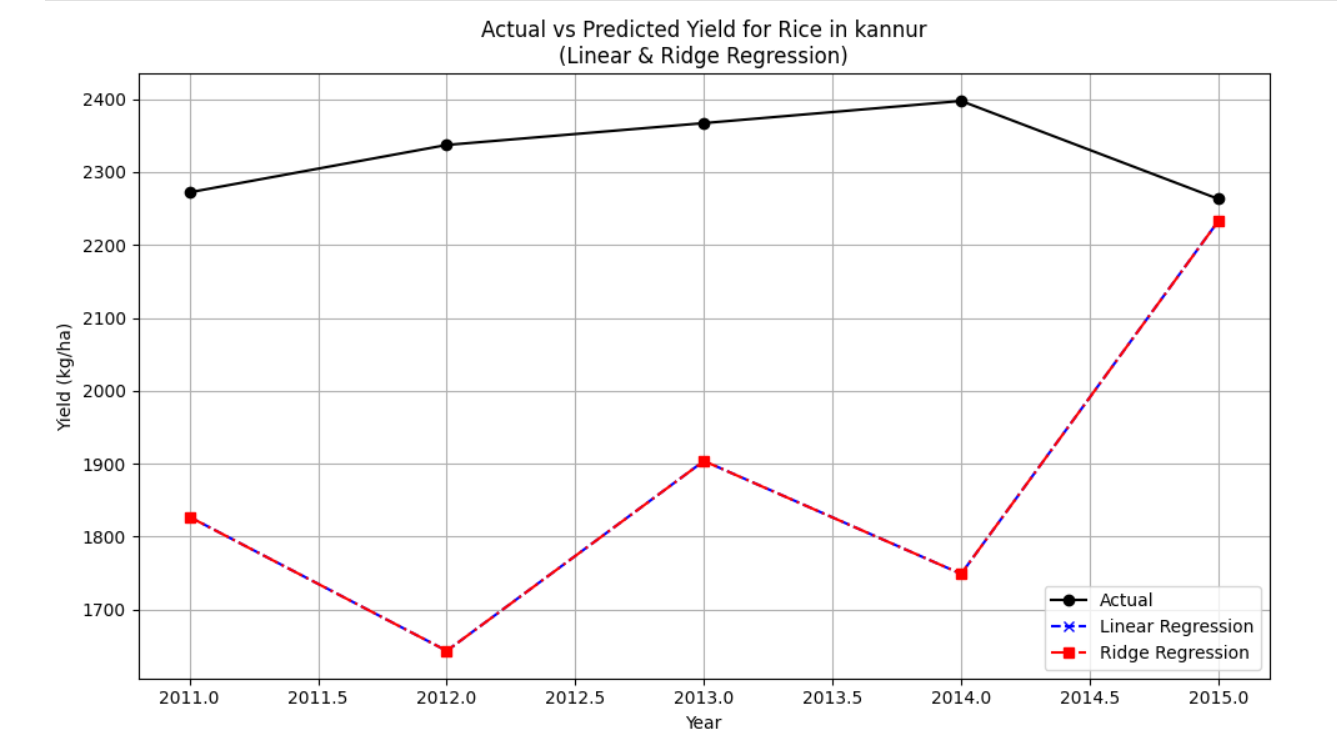 Actual vs Predicted Yield for Rice in kannur
(Linear & Ridge Regression)
2400
2300
2200
2100
2000
1900
1800
1700
Yield (kg/ha)
Actual
Linear Regression
Ridge Regression
2011.0 2011.5 2012.0 2012.5 2013.0 2013.5 2014.0 2014.5 2015.0
Year